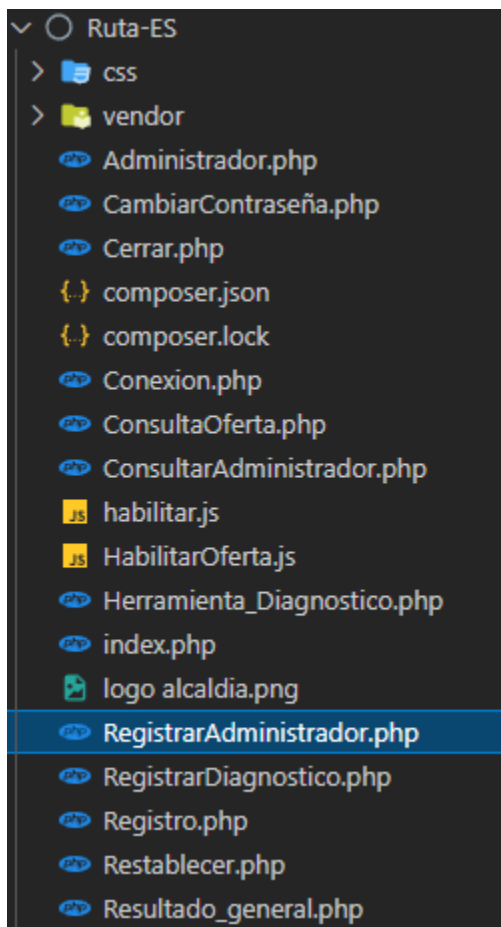 Ruta-ES
css
vendor
Administrador.php
CambiarContraseña.php
Cerrar.php
composer.json
composer.lock
Conexion.php
ConsultaOferta.php
ConsultarAdministrador.php
habilitar.js
HabilitarOferta.js
Herramienta_Diagnostico.php
index.php
logo alcaldia.png
RegistrarAdministrador.php
RegistrarDiagnostico.php
Registro.php
Restablecer.php
Resultado_general.php